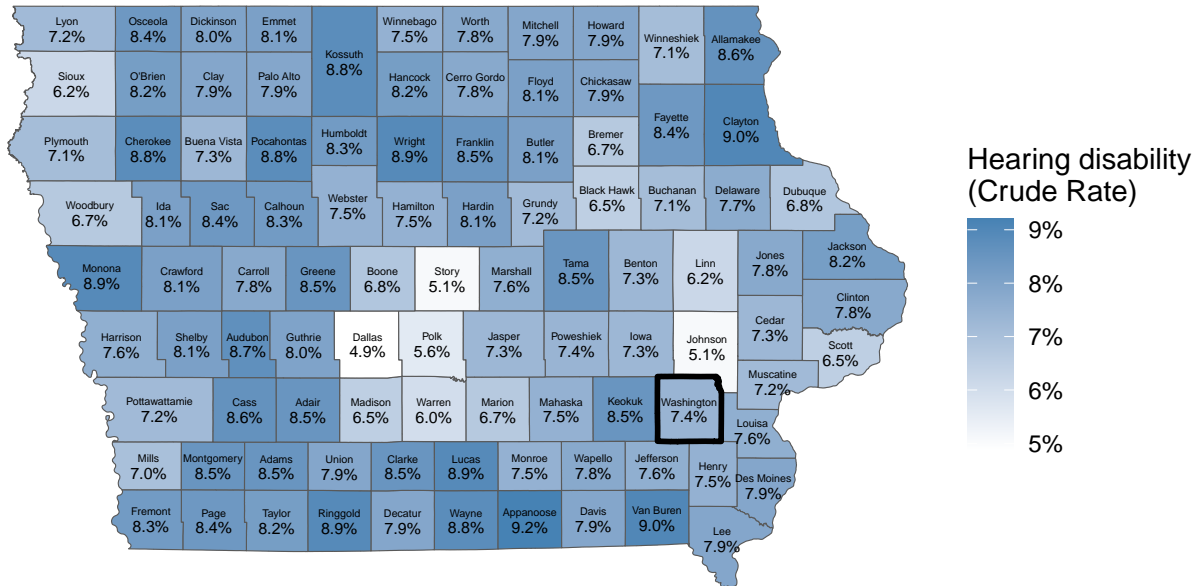 Lyon
7.2%
Osceola
8.4%
Dickinson
8.0%
Emmet
8.1%
Kossuth
8.8%
Winnebago
7.5%
Worth
7.8%
Mitchell
7.9%
Howard
7.9%
Winneshiek
7.1%
Allamakee
8.6%
Sioux
6.2%
O'Brien
8.2%
Clay
7.9%
Palo Alto
7.9%
Hancock
8.2%
Cerro Gordo
7.8%
Floyd
8.1%
Chickasaw
7.9%
Fayette
8.4%
Clayton
9.0%
Plymouth
7.1%
Cherokee
8.8%
Buena Vista
7.3%
Pocahontas
8.8%
Humboldt
8.3%
Wright
8.9%
Franklin
8.5%
Butler
8.1%
Bremer
6.7%
Woodbury
6.7%
Ida
8.1%
Sac
8.4%
Calhoun
8.3%
Webster
7.5%
Hamilton
7.5%
Hardin
8.1%
Grundy
7.2%
Black Hawk
6.5%
Buchanan
7.1%
Delaware
7.7%
Dubuque
6.8%
Monona
8.9%
Crawford
8.1%
Carroll
7.8%
Greene
8.5%
Boone
6.8%
Story
5.1%
Marshall
7.6%
Tama
8.5%
Benton
7.3%
Linn
6.2%
Jones
7.8%
Jackson
8.2%
Clinton
7.8%
Harrison
7.6%
Shelby
8.1%
Audubon
8.7%
Guthrie
8.0%
Dallas
4.9%
Polk
5.6%
Jasper
7.3%
Poweshiek
7.4%
Iowa
7.3%
Johnson
5.1%
Cedar
7.3%
Scott
6.5%
Muscatine
7.2%
Pottawattamie
7.2%
Cass
8.6%
Adair
8.5%
Madison
6.5%
Warren
6.0%
Marion
6.7%
Mahaska
7.5%
Keokuk
8.5%
Washington
7.4%
Louisa
7.6%
Mills
7.0%
Montgomery
8.5%
Adams
8.5%
Union
7.9%
Clarke
8.5%
Lucas
8.9%
Monroe
7.5%
Wapello
7.8%
Jefferson
7.6%
Henry
7.5%
Des Moines
7.9%
Fremont
8.3%
Page
8.4%
Taylor
8.2%
Ringgold
8.9%
Decatur
7.9%
Wayne
8.8%
Appanoose
9.2%
Davis
7.9%
Van Buren
9.0%
Lee
7.9%
Hearing disability
(Crude Rate)
9%
8%
7%
6%
5%